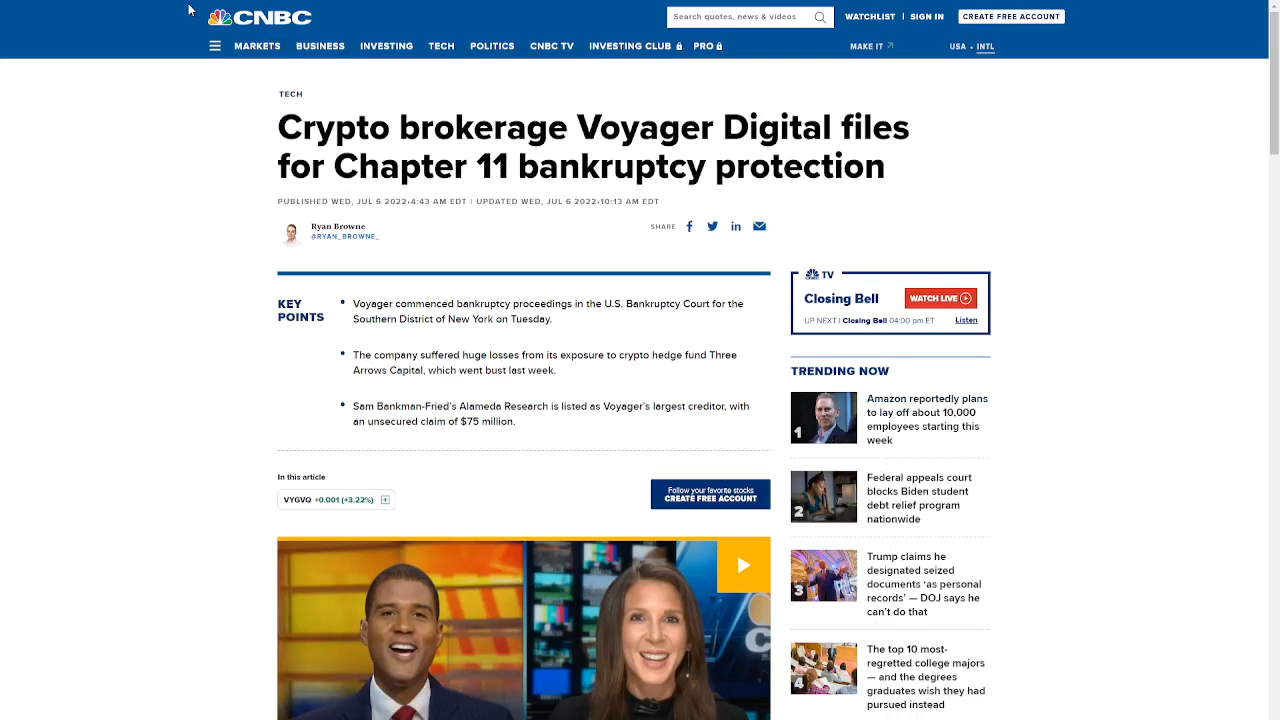 CNBC
Search quotes, news & videos
WATCHLIST | SIGN IN
CREATE FREE ACCOUNT
MARKETS BUSINESS INVESTING TECH POLITICS CNBC TV INVESTING CLUB PRO
MAKE IT
USA • INTL
TECH
Crypto brokerage Voyager Digital files
for Chapter 11 bankruptcy protection
PUBLISHED WED, JUL 6 2022•4:43 AM EDT | UPDATED WED, JUL 6 2022•10:13 AM EDT
Ryan Browne
@RYAN_BROWNE_
SHARE
KEY
POINTS
Voyager commenced bankruptcy proceedings in the U.S. Bankruptcy Court for the
Southern District of New York on Tuesday.
The company suffered huge losses from its exposure to crypto hedge fund Three
Arrows Capital, which went bust last week.
Sam Bankman-Fried's Alameda Research is listed as Voyager's largest creditor, with
an unsecured claim of $75 million.
In this article
VYGVQ +0.001 (+3.22%)
Follow your favorite stocks
CREATE FREE ACCOUNT
CNBC TV
Closing Bell
WATCH LIVE
UP NEXT | Closing Bell 04:00 pm ET
Listen
TRENDING NOW
1
Amazon reportedly plans
to lay off about 10,000
employees starting this
week
2
Federal appeals court
blocks Biden student
debt relief program
nationwide
3
Trump claims he
designated seized
documents ‘as personal
records’ — DOJ says he
can’t do that
4
The top 10 most-
regretted college majors
— and the degrees
graduates wish they had
pursued instead